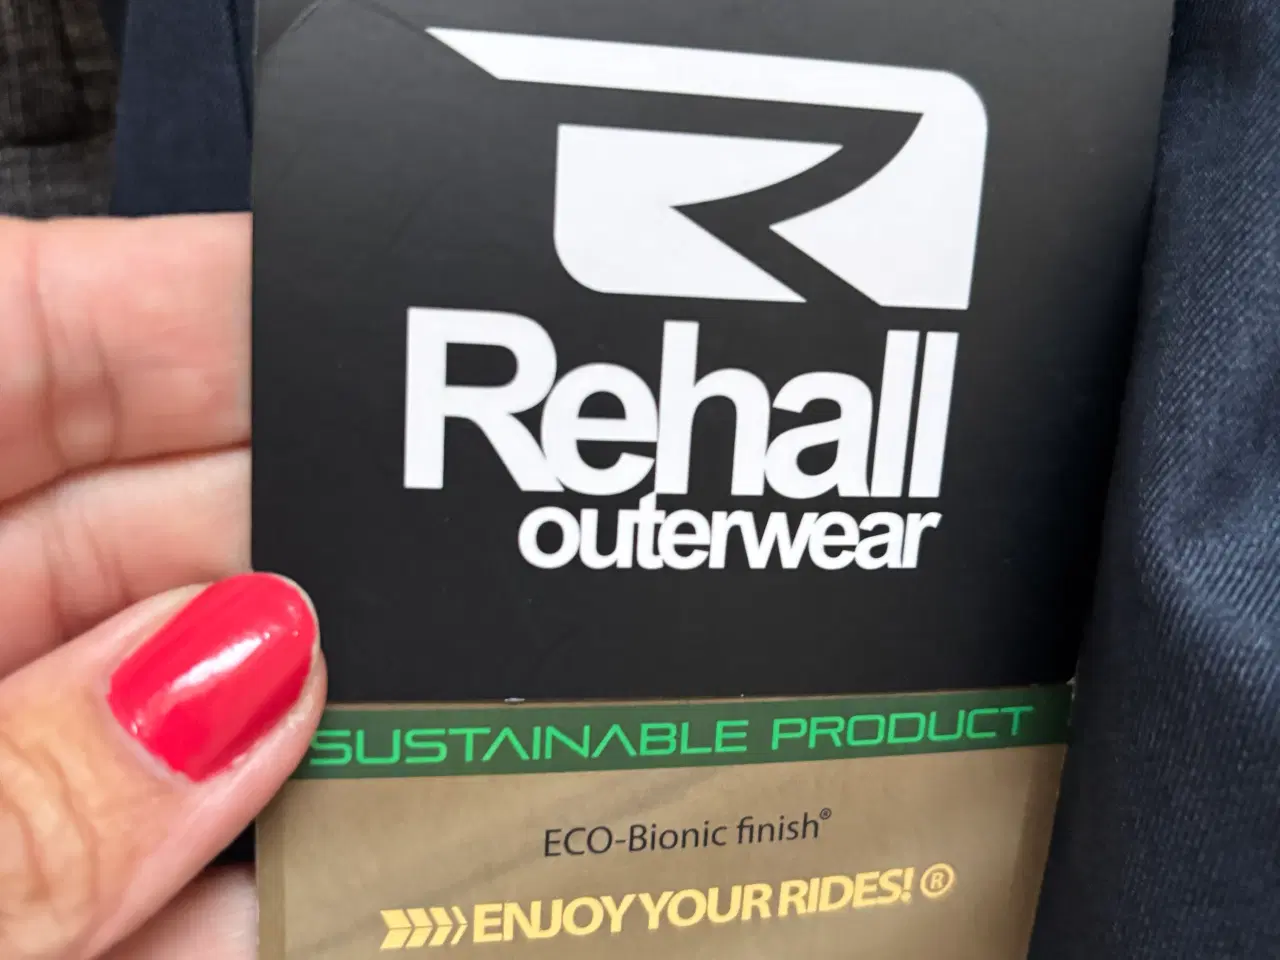 Rehall
outerwear
SUSTAINABLE PRODUCT
ECO-Bionic finish®
ENJOY YOUR RIDES! ®